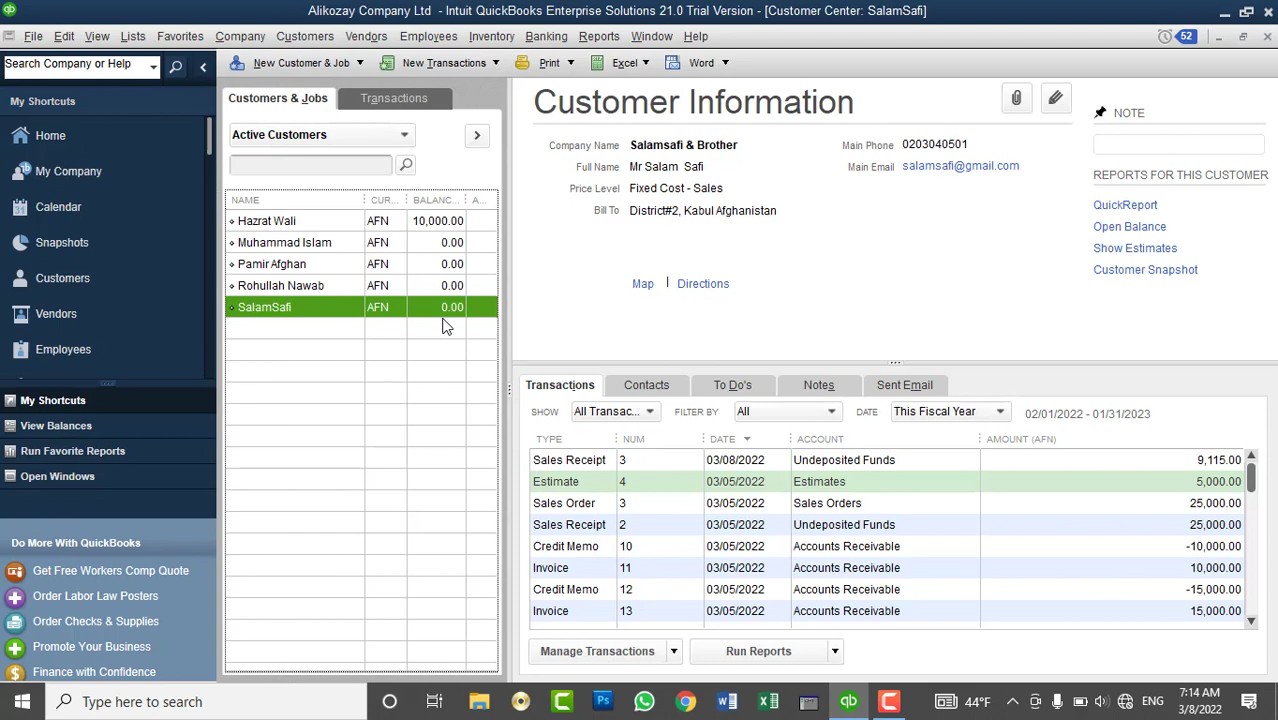 Alikozay Company Ltd - Intuit QuickBooks Enterprise Solutions 21.0 Trial Version - [Customer Center: SalamSafi]
File Edit View Lists Favorites Company Customers Vendors Employees Inventory Banking Reports Window Help 52
Search Company or Help
New Customer & Job New Transactions Print Excel Word
My Shortcuts
Home
My Company
Calendar
Snapshots
Customers
Vendors
Employees
My Shortcuts
View Balances
Run Favorite Reports
Open Windows
Do More With QuickBooks
Get Free Workers Comp Quote
Order Labor Law Posters
Order Checks & Supplies
Promote Your Business
Finance with Confidence
Customers & Jobs Transactions
Active Customers
NAME CUR... BALANC... A...
Hazrat Wali AFN 10,000.00
Muhammad Islam AFN 0.00
Pamir Afghan AFN 0.00
Rohullah Nawab AFN 0.00
SalamSafi AFN 0.00
Customer Information
Company Name Salamsafi & Brother
Full Name Mr Salam Safi
Price Level Fixed Cost - Sales
Bill To District#2, Kabul Afghanistan
Main Phone 0203040501
Main Email salamsafi@gmail.com
Map Directions
NOTE
REPORTS FOR THIS CUSTOMER
QuickReport
Open Balance
Show Estimates
Customer Snapshot
Transactions Contacts To Do's Notes Sent Email
SHOW All Transac... FILTER BY All DATE This Fiscal Year 02/01/2022 - 01/31/2023
TYPE NUM DATE ACCOUNT AMOUNT (AFN)
Sales Receipt 3 03/08/2022 Undeposited Funds 9,115.00
Estimate 4 03/05/2022 Estimates 5,000.00
Sales Order 3 03/05/2022 Sales Orders 25,000.00
Sales Receipt 2 03/05/2022 Undeposited Funds 25,000.00
Credit Memo 10 03/05/2022 Accounts Receivable -10,000.00
Invoice 11 03/05/2022 Accounts Receivable 10,000.00
Credit Memo 12 03/05/2022 Accounts Receivable -15,000.00
Invoice 13 03/05/2022 Accounts Receivable 15,000.00
Manage Transactions Run Reports
Type here to search
44°F ENG
7:14 AM
3/8/2022